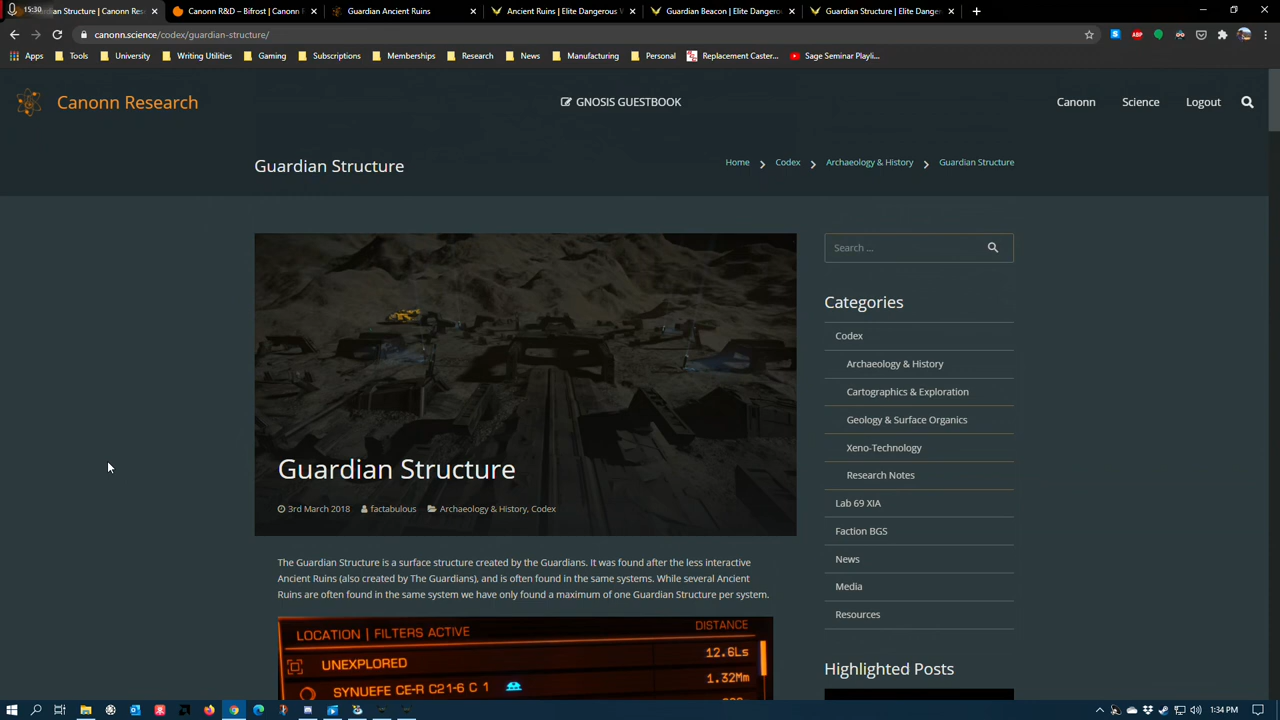 15:30
n Structure | Canonn Resea
Canonn R&D – Bifrost | Canonn R
Guardian Ancient Ruins
Ancient Ruins | Elite Dangerous W
Guardian Beacon | Elite Dangerou
Guardian Structure | Elite Danger
canonn.science/codex/guardian-structure/
ABP
Apps
Tools
University
Writing Utilities
Gaming
Subscriptions
Memberships
Research
News
Manufacturing
Personal
Replacement Caster...
Sage Seminar Playli...
Canonn Research
GNOSIS GUESTBOOK
Canonn
Science
Logout
Guardian Structure
Home
Codex
Archaeology & History
Guardian Structure
Search ...
Categories
Codex
Archaeology & History
Cartographics & Exploration
Geology & Surface Organics
Xeno-Technology
Research Notes
Lab 69 XIA
Faction BGS
News
Media
Resources
Highlighted Posts
Guardian Structure
3rd March 2018
factabulous
Archaeology & History, Codex
The Guardian Structure is a surface structure created by the Guardians. It was found after the less interactive
Ancient Ruins (also created by The Guardians), and is often found in the same systems. While several Ancient
Ruins are often found in the same system we have only found a maximum of one Guardian Structure per system.
LOCATION | FILTERS ACTIVE
DISTANCE
UNEXPLORED
12.6Ls
SYNUEFE CE-R C21-6 C 1
1.32Mm
1:34 PM